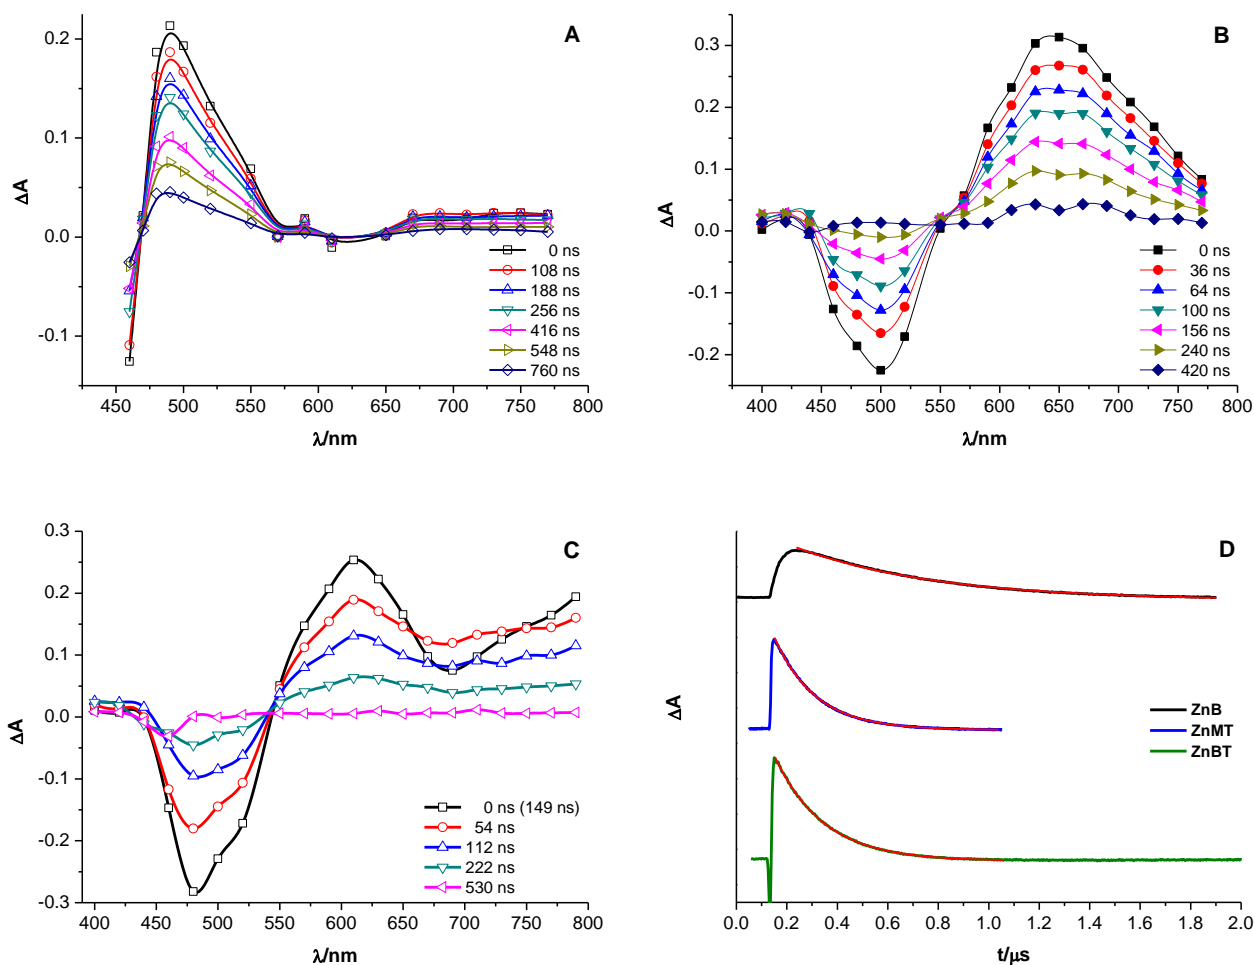 A
0.2
0.1
0.0
-0.1
ΔA
0 ns
108 ns
188 ns
256 ns
416 ns
548 ns
760 ns
450 500 550 600 650 700 750 800
λ/nm
B
0.3
0.2
0.1
0.0
-0.1
-0.2
ΔA
0 ns
36 ns
64 ns
100 ns
156 ns
240 ns
420 ns
400 450 500 550 600 650 700 750 800
λ/nm
C
0.3
0.2
0.1
0.0
-0.1
-0.2
-0.3
ΔA
0 ns (149 ns)
54 ns
112 ns
222 ns
530 ns
400 450 500 550 600 650 700 750 800
λ/nm
D
ΔA
ZnB
ZnMT
ZnBT
0.0 0.2 0.4 0.6 0.8 1.0 1.2 1.4 1.6 1.8 2.0
t/μs